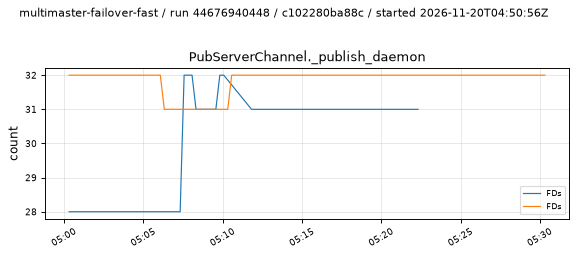 multimaster-failover-fast / run 44676940448 / c102280ba88c / started 2026-11-20T04:50:56Z
PubServerChannel._publish_daemon
count
32
31
30
29
28
FDs
FDs
05:00
05:05
05:10
05:15
05:20
05:25
05:30